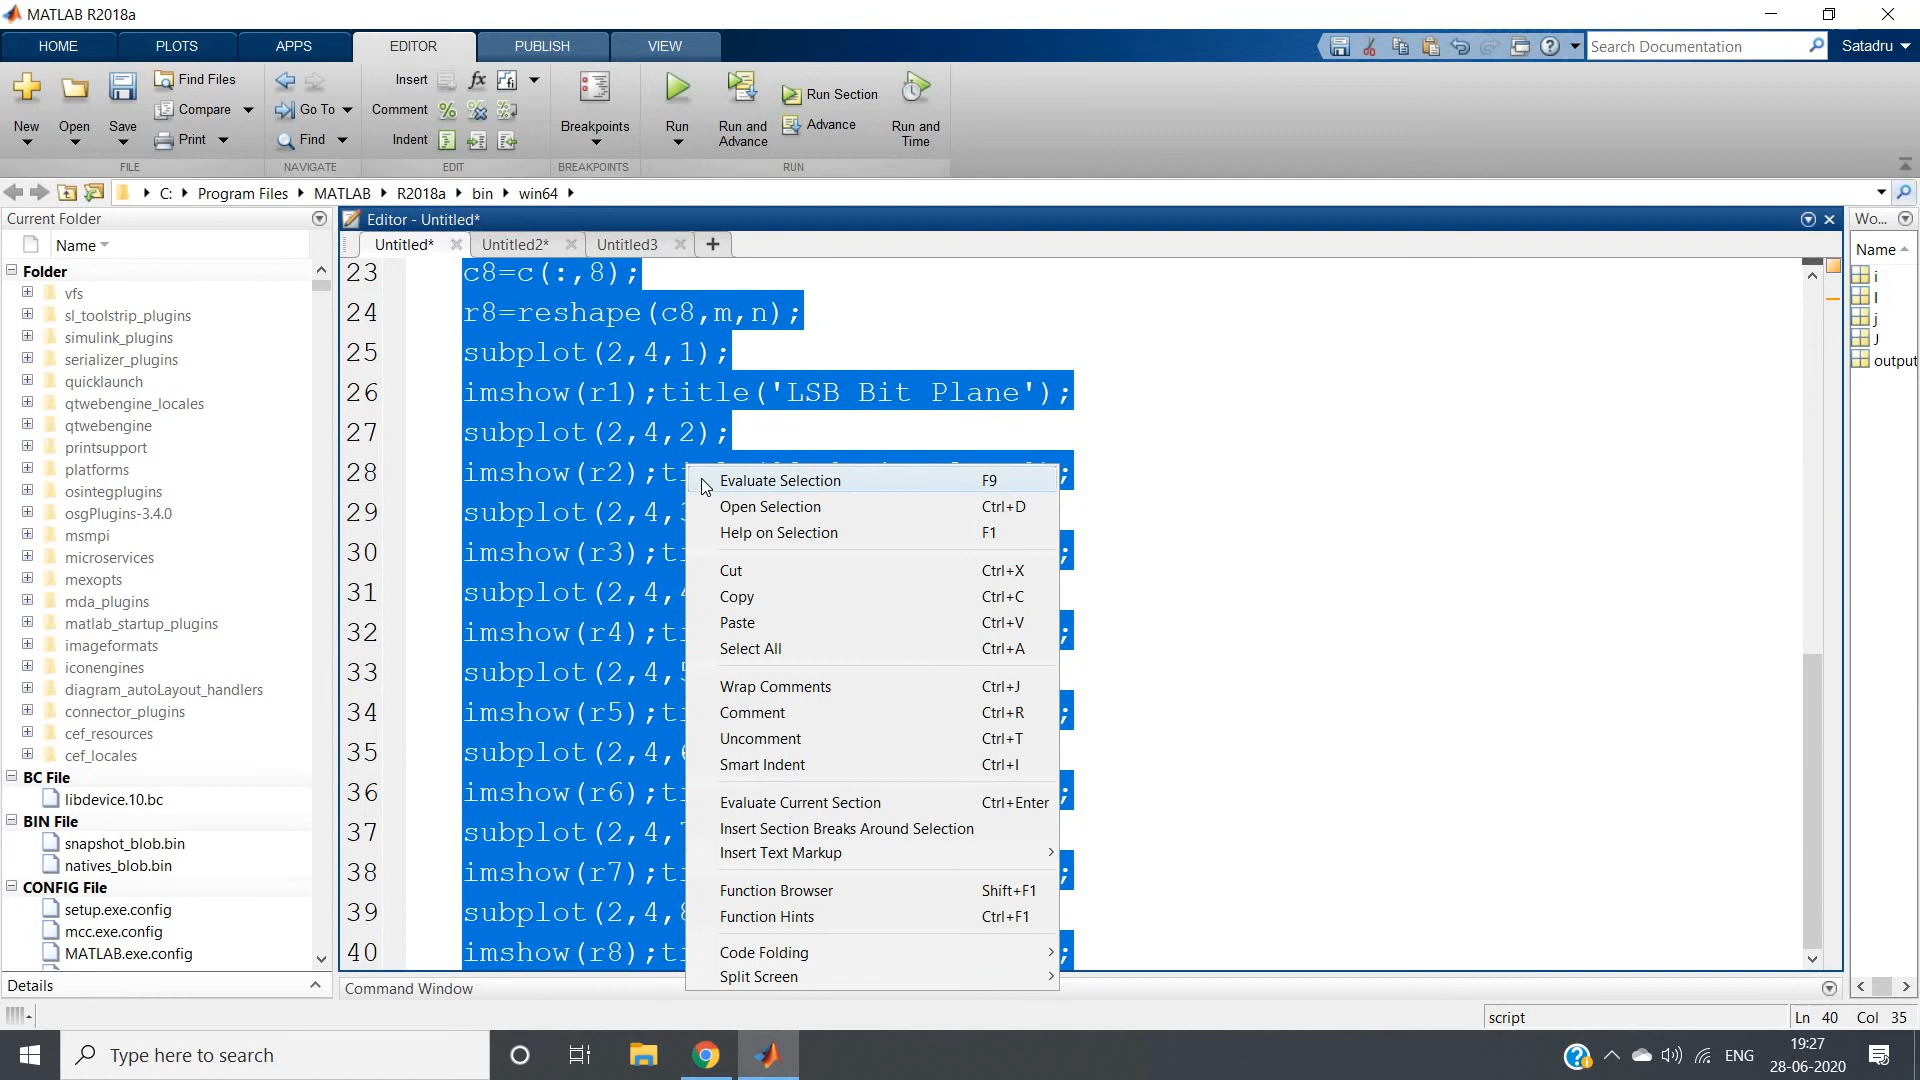 MATLAB R2018a
HOME PLOTS APPS EDITOR PUBLISH VIEW Search Documentation Satadru
Find Files Insert fx Run Section
Compare Go To Comment Advance
New Open Save Print Find Indent Breakpoints Run Run and Advance Run and Time
FILE NAVIGATE EDIT BREAKPOINTS RUN
C: Program Files MATLAB R2018a bin win64
Current Folder
Name
Folder
vfs
sl_toolstrip_plugins
simulink_plugins
serializer_plugins
quicklaunch
qtwebengine_locales
qtwebengine
printsupport
platforms
osintegplugins
osgPlugins-3.4.0
msmpi
microservices
mexopts
mda_plugins
matlab_startup_plugins
imageformats
iconengines
diagram_autoLayout_handlers
connector_plugins
cef_resources
cef_locales
BC File
libdevice.10.bc
BIN File
snapshot_blob.bin
natives_blob.bin
CONFIG File
setup.exe.config
mcc.exe.config
MATLAB.exe.config
Details
Editor - Untitled*
Untitled* Untitled2* Untitled3
23 c8=c(:,8);
24 r8=reshape(c8,m,n);
25 subplot(2,4,1);
26 imshow(r1);title('LSB Bit Plane');
27 subplot(2,4,2);
28 imshow(r2);
29 subplot(2,4,
30 imshow(r3);
31 subplot(2,4,
32 imshow(r4);
33 subplot(2,4,
34 imshow(r5);
35 subplot(2,4,
36 imshow(r6);
37 subplot(2,4,
38 imshow(r7);
39 subplot(2,4,
40 imshow(r8);
Evaluate Selection F9
Open Selection Ctrl+D
Help on Selection F1
Cut Ctrl+X
Copy Ctrl+C
Paste Ctrl+V
Select All Ctrl+A
Wrap Comments Ctrl+J
Comment Ctrl+R
Uncomment Ctrl+T
Smart Indent Ctrl+I
Evaluate Current Section Ctrl+Enter
Insert Section Breaks Around Selection
Insert Text Markup
Function Browser Shift+F1
Function Hints Ctrl+F1
Code Folding
Split Screen
Command Window
Wo...
Name
i
I
j
J
output
script Ln 40 Col 35
Type here to search
ENG
19:27
28-06-2020